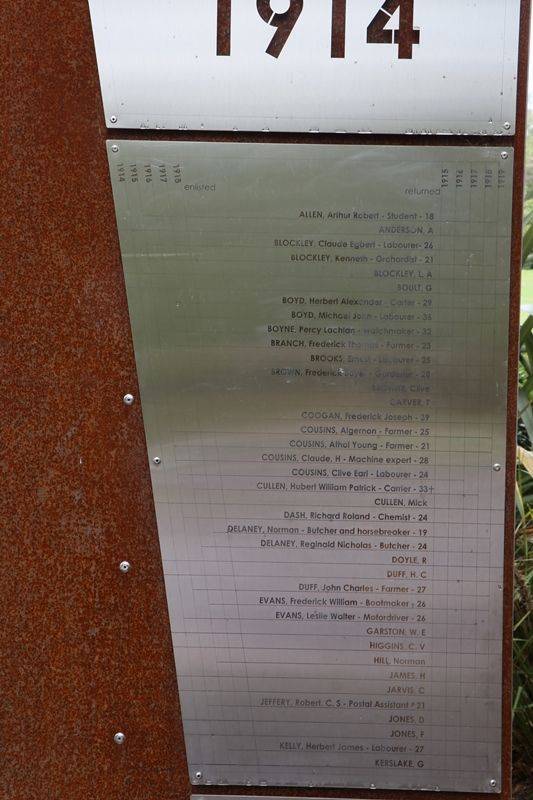 1914
1914 1915 1916 1917 1918
enlisted
returned
1915 1916 1917 1918 1919
ALLEN, Arthur Robert - Student - 18
ANDERSON, A
BLOCKLEY, Claude Egbert - Labourer- 26
BLOCKLEY, Kenneth - Orchardist - 21
BLOCKLEY, L. A
BOULT, G
BOYD, Herbert Alexander - Carter - 29
BOYD, Michael John - Labourer - 36
BOYNE, Percy Lachlan - Watchmaker - 32
BRANCH, Frederick Thomas - Farmer - 23
BROOKS, Ernest - Labourer - 25
BROWN, Frederick - Gardener - 28
Clive
CARVER, T
COOGAN, Frederick Joseph - 39
COUSINS, Algernon - Farmer - 25
COUSINS, Athol Young - Farmer - 21
COUSINS, Claude, H - Machine expert - 28
COUSINS, Clive Earl - Labourer - 24
CULLEN, Hubert William Patrick - Carrier - 33+
CULLEN, Mick
DASH, Richard Roland - Chemist - 24
DELANEY, Norman - Butcher and horsebreaker - 19
DELANEY, Reginald Nicholas - Butcher - 24
DOYLE, R
DUFF, H. C
DUFF, John Charles - Farmer - 27
EVANS, Frederick William - Bootmaker - 26
EVANS, Leslie Walter - Motordriver - 26
GARSTON, W. E
HIGGINS, C. V
HILL, Norman
JAMES, H
JARVIS, C
JEFFERY, Robert. C. S - Postal Assistant * 21
JONES, D
JONES, F
KELLY, Herbert James - Labourer - 27
KERSLAKE, G